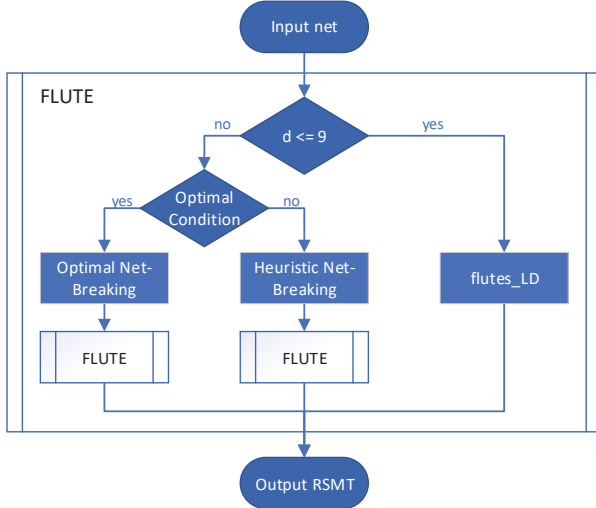 Input net
FLUTE
d <= 9
no
yes
Optimal
Condition
yes
no
Optimal Net-
Breaking
Heuristic Net-
Breaking
flutes_LD
FLUTE
FLUTE
Output RSMT